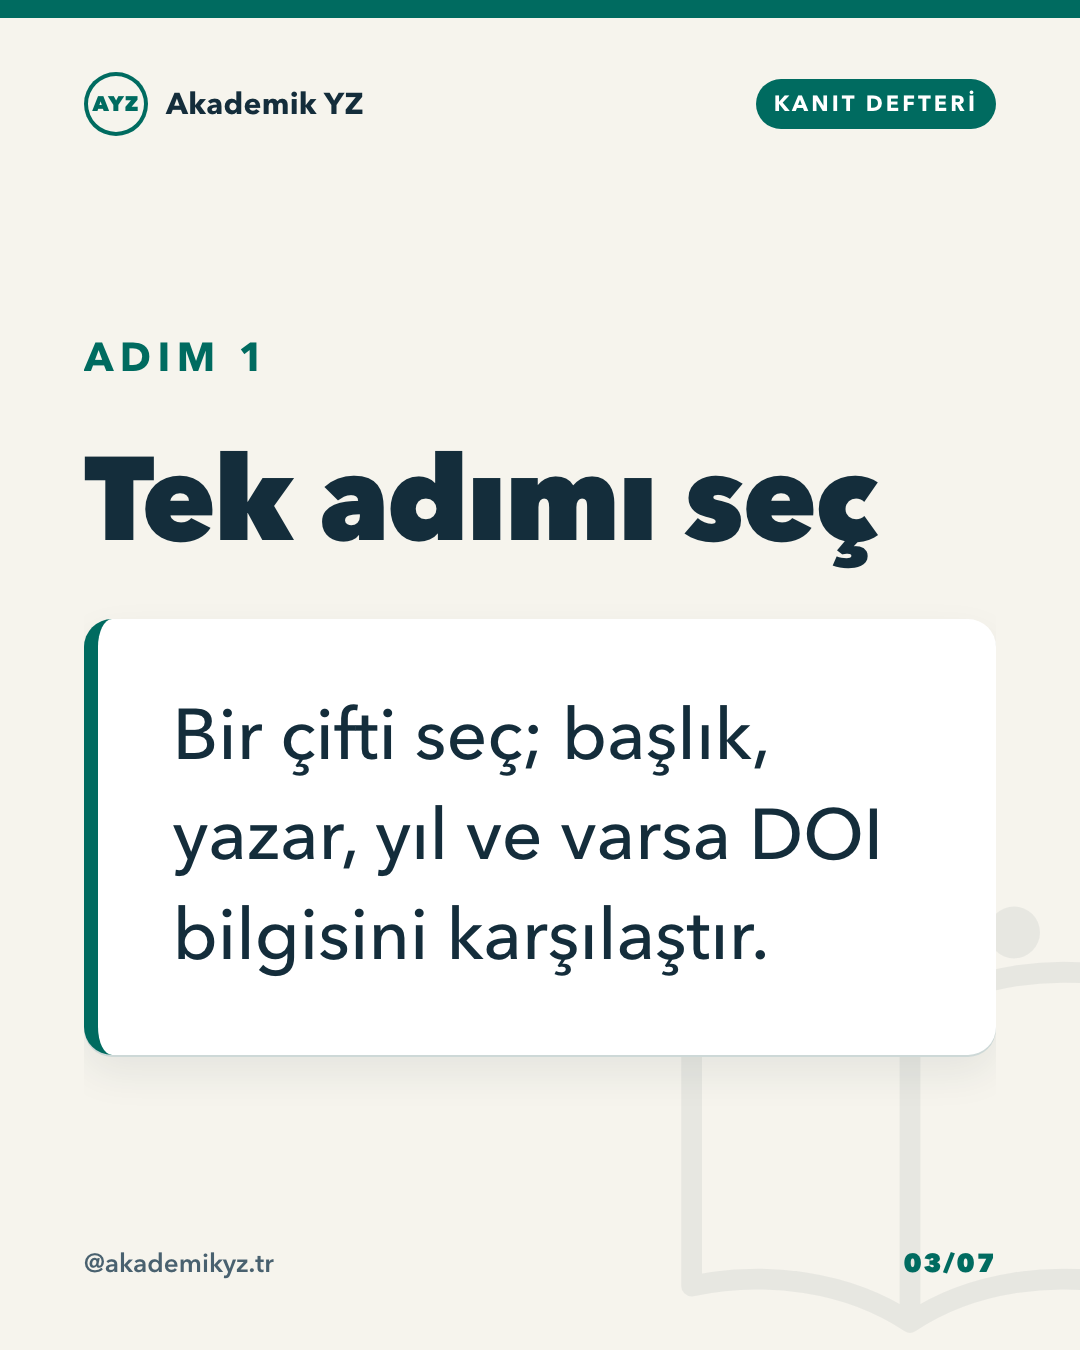 AYZ Akademik YZ
KANIT DEFTERİ
ADIM 1
Tek adımı seç
Bir çifti seç; başlık,
yazar, yıl ve varsa DOI
bilgisini karşılaştır.
@akademikyz.tr
03/07